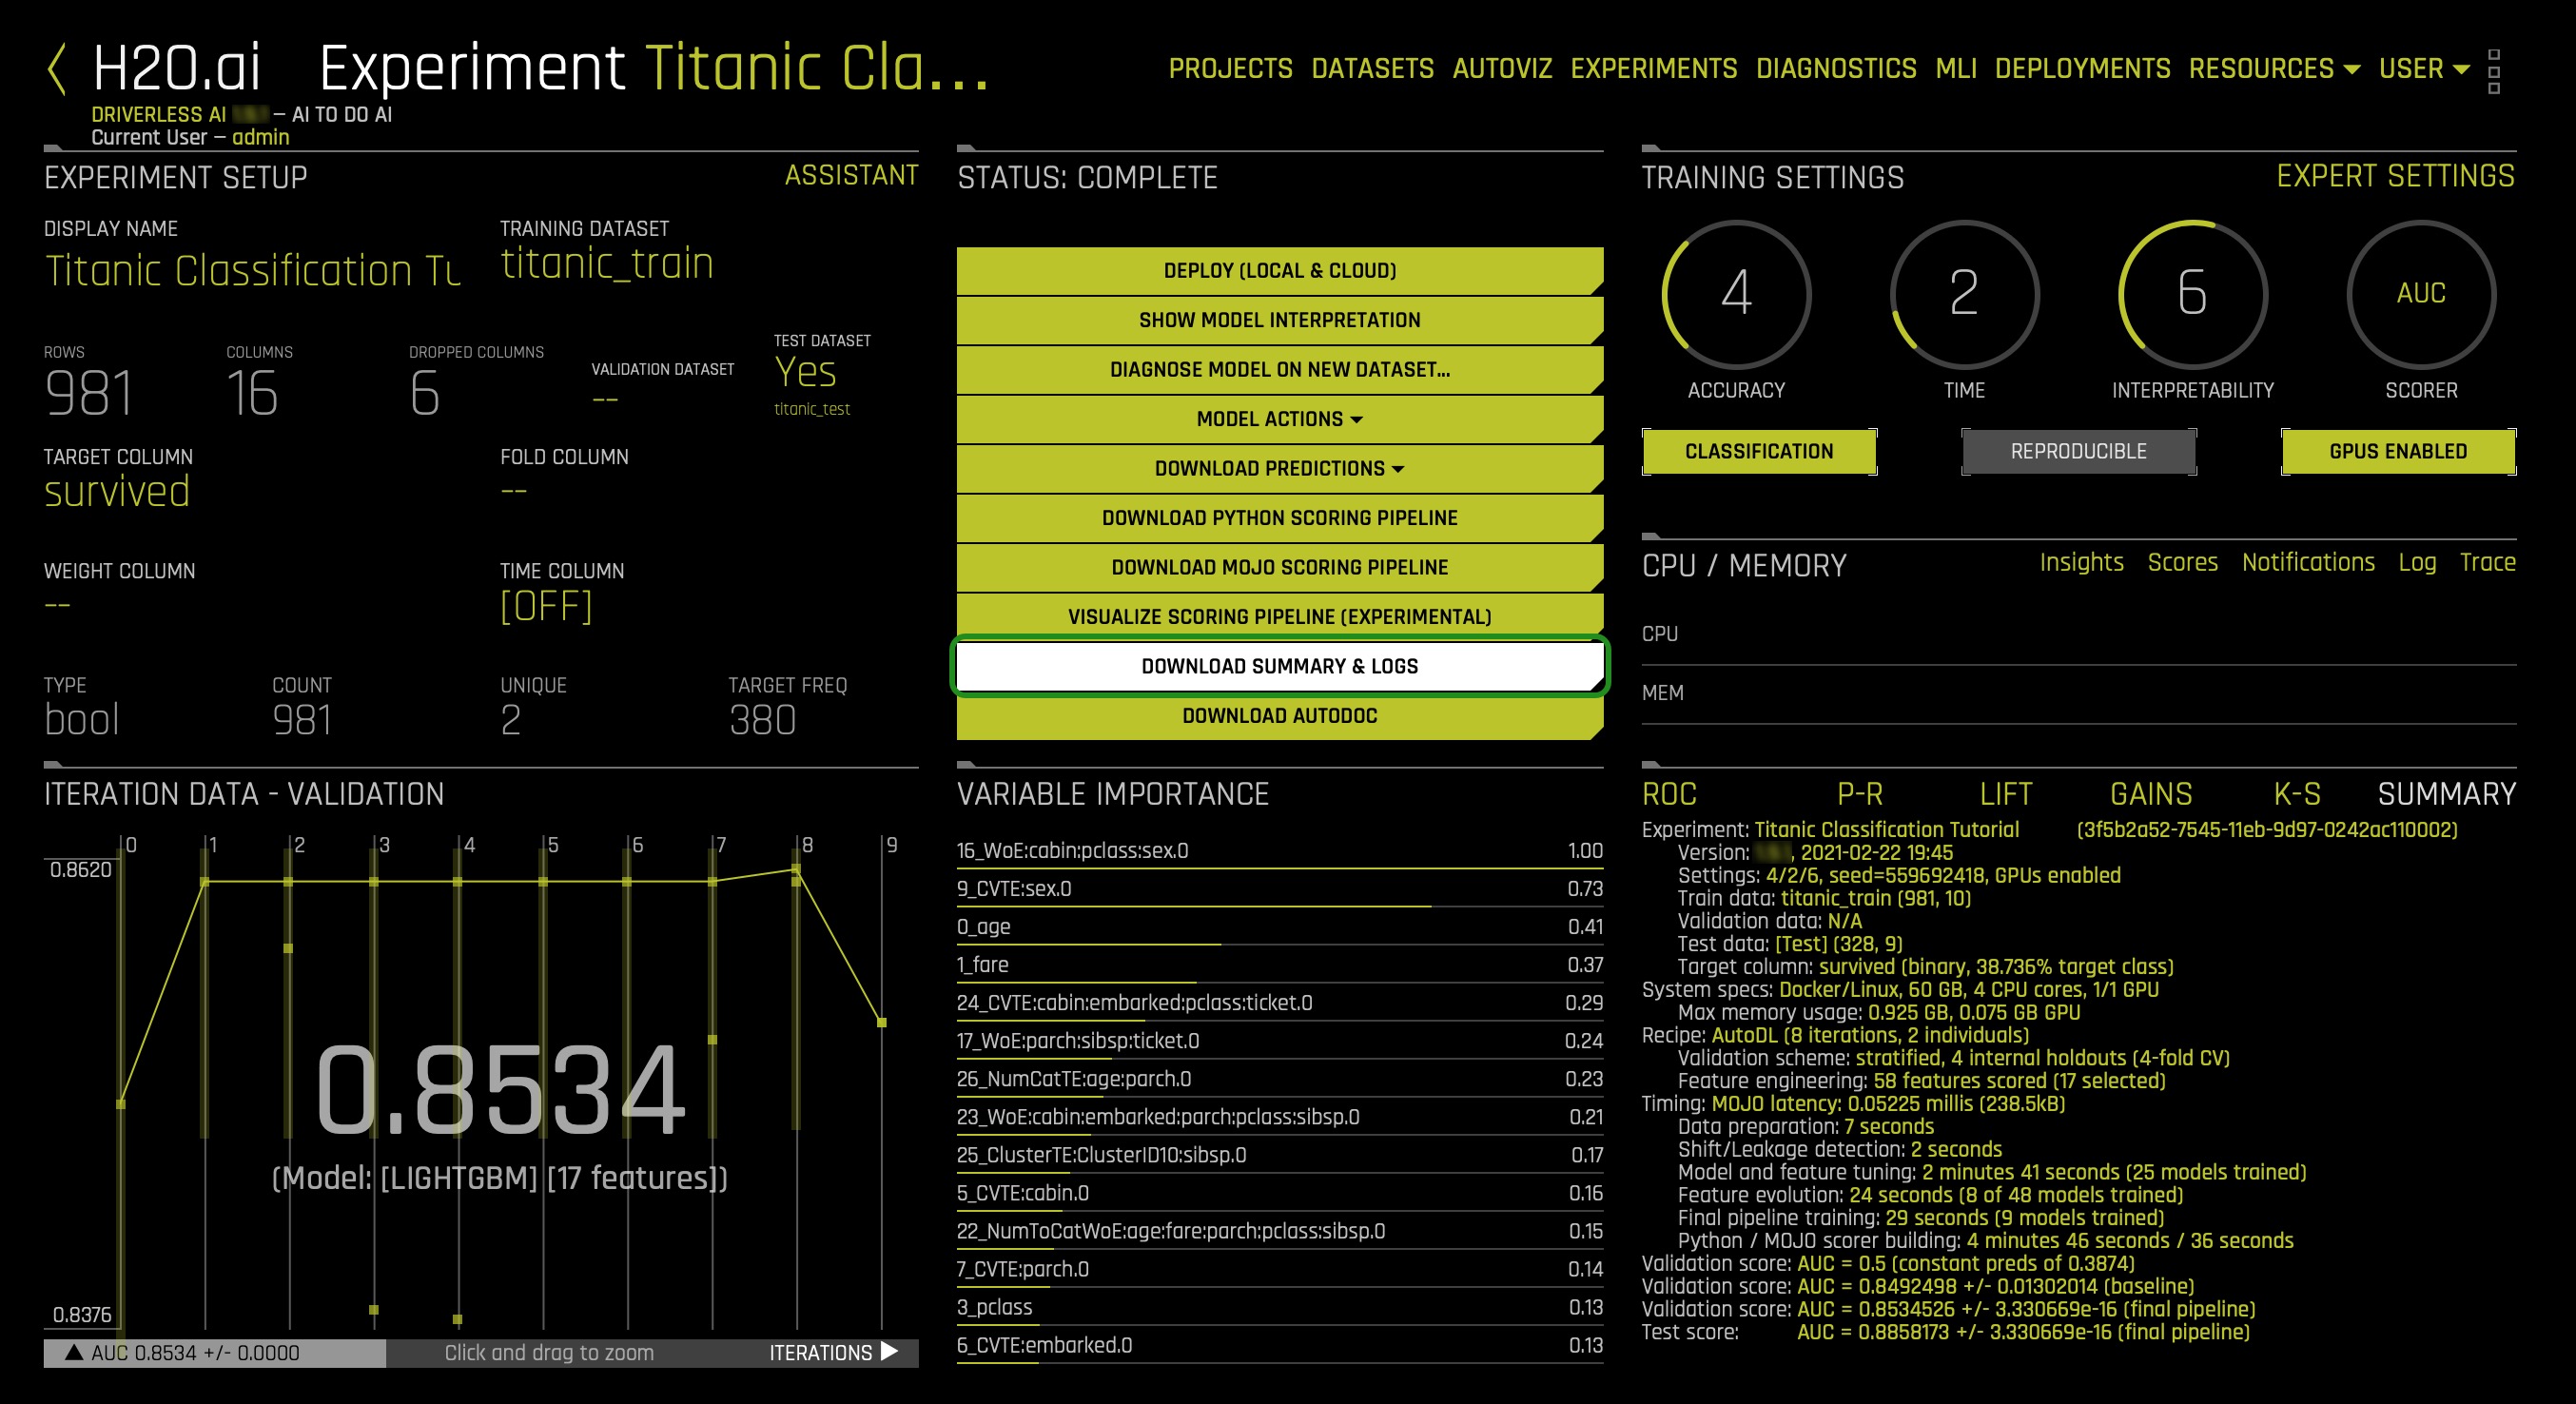 H2O.ai Experiment Titanic Cla...
DRIVERLESS AI — AI TO DO AI
Current User — admin
PROJECTS DATASETS AUTOVIZ EXPERIMENTS DIAGNOSTICS MLI DEPLOYMENTS RESOURCES USER
EXPERIMENT SETUP ASSISTANT
DISPLAY NAME TRAINING DATASET
Titanic Classification Tu titanic_train
ROWS COLUMNS DROPPED COLUMNS VALIDATION DATASET TEST DATASET
981 16 6 -- Yes
titanic_test
TARGET COLUMN FOLD COLUMN
survived --
WEIGHT COLUMN TIME COLUMN
-- [OFF]
TYPE COUNT UNIQUE TARGET FREQ
bool 981 2 380
STATUS: COMPLETE
DEPLOY (LOCAL & CLOUD)
SHOW MODEL INTERPRETATION
DIAGNOSE MODEL ON NEW DATASET...
MODEL ACTIONS
DOWNLOAD PREDICTIONS
DOWNLOAD PYTHON SCORING PIPELINE
DOWNLOAD MOJO SCORING PIPELINE
VISUALIZE SCORING PIPELINE (EXPERIMENTAL)
DOWNLOAD SUMMARY & LOGS
DOWNLOAD AUTODOC
TRAINING SETTINGS EXPERT SETTINGS
4 2 6 AUC
ACCURACY TIME INTERPRETABILITY SCORER
CLASSIFICATION REPRODUCIBLE GPUS ENABLED
CPU / MEMORY Insights Scores Notifications Log Trace
CPU
MEM
ITERATION DATA - VALIDATION
0 1 2 3 4 5 6 7 8 9
0.8620
0.8534
(Model: [LIGHTGBM] [17 features])
0.8376
AUC 0.8534 +/- 0.0000 Click and drag to zoom ITERATIONS
VARIABLE IMPORTANCE
16_WoE:cabin:pclass:sex.0 1.00
9_CVTE:sex.0 0.73
0_age 0.41
1_fare 0.37
24_CVTE:cabin:embarked:pclass:ticket.0 0.29
17_WoE:parch:sibsp:ticket.0 0.24
26_NumCatTE:age:parch.0 0.23
23_WoE:cabin:embarked:parch:pclass:sibsp.0 0.21
25_ClusterTE:ClusterID10:sibsp.0 0.17
5_CVTE:cabin.0 0.16
22_NumToCatWoE:age:fare:parch:pclass:sibsp.0 0.15
7_CVTE:parch.0 0.14
3_pclass 0.13
6_CVTE:embarked.0 0.13
ROC P-R LIFT GAINS K-S SUMMARY
Experiment: Titanic Classification Tutorial (3f5b2a52-7545-11eb-9d97-0242ac110002)
Version: , 2021-02-22 19:45
Settings: 4/2/6, seed=559692418, GPUs enabled
Train data: titanic_train (981, 10)
Validation data: N/A
Test data: [Test] (328, 9)
Target column: survived (binary, 38.736% target class)
System specs: Docker/Linux, 60 GB, 4 CPU cores, 1/1 GPU
Max memory usage: 0.925 GB, 0.075 GB GPU
Recipe: AutoDL (8 iterations, 2 individuals)
Validation scheme: stratified, 4 internal holdouts (4-fold CV)
Feature engineering: 58 features scored (17 selected)
Timing: MOJO latency: 0.05225 millis (238.5kB)
Data preparation: 7 seconds
Shift/Leakage detection: 2 seconds
Model and feature tuning: 2 minutes 41 seconds (25 models trained)
Feature evolution: 24 seconds (8 of 48 models trained)
Final pipeline training: 29 seconds (9 models trained)
Python / MOJO scorer building: 4 minutes 46 seconds / 36 seconds
Validation score: AUC = 0.5 (constant preds of 0.3874)
Validation score: AUC = 0.8492498 +/- 0.01302014 (baseline)
Validation score: AUC = 0.8534526 +/- 3.330669e-16 (final pipeline)
Test score: AUC = 0.8858173 +/- 3.330669e-16 (final pipeline)